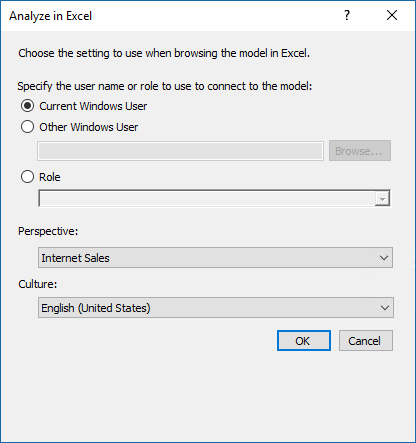 Analyze in Excel
?
Choose the setting to use when browsing the model in Excel.
Specify the user name or role to use to connect to the model:
Current Windows User
Other Windows User
Browse...
Role
Perspective:
Internet Sales
Culture:
English (United States)
OK Cancel